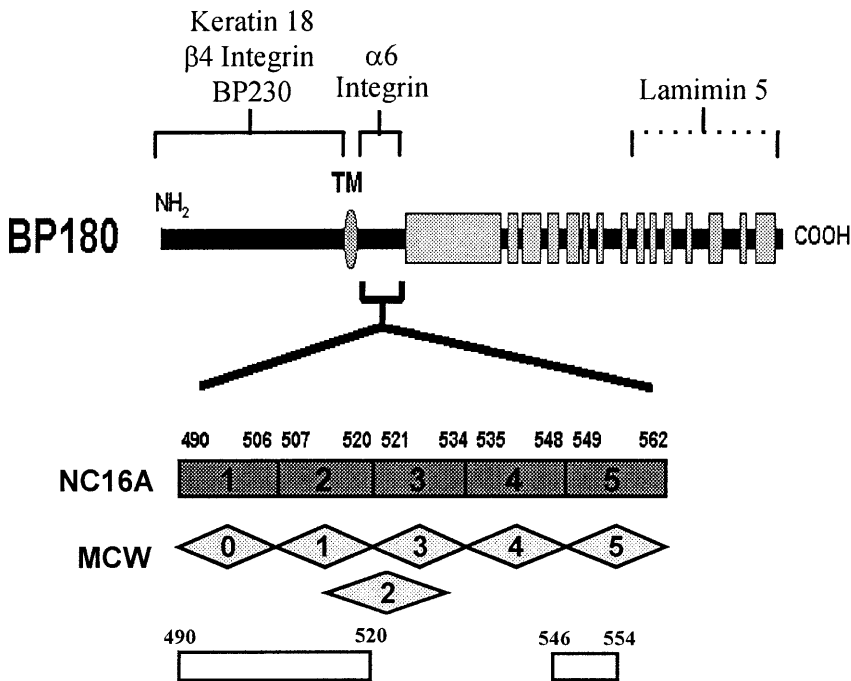 Keratin 18
β4 Integrin
BP230
α6
Integrin
Lamimin 5
TM
NH2
BP180
COOH
490 506 507 520 521 534 535 548 549 562
NC16A 1 2 3 4 5
MCW 0 1 3 4 5
2
490 520 546 554